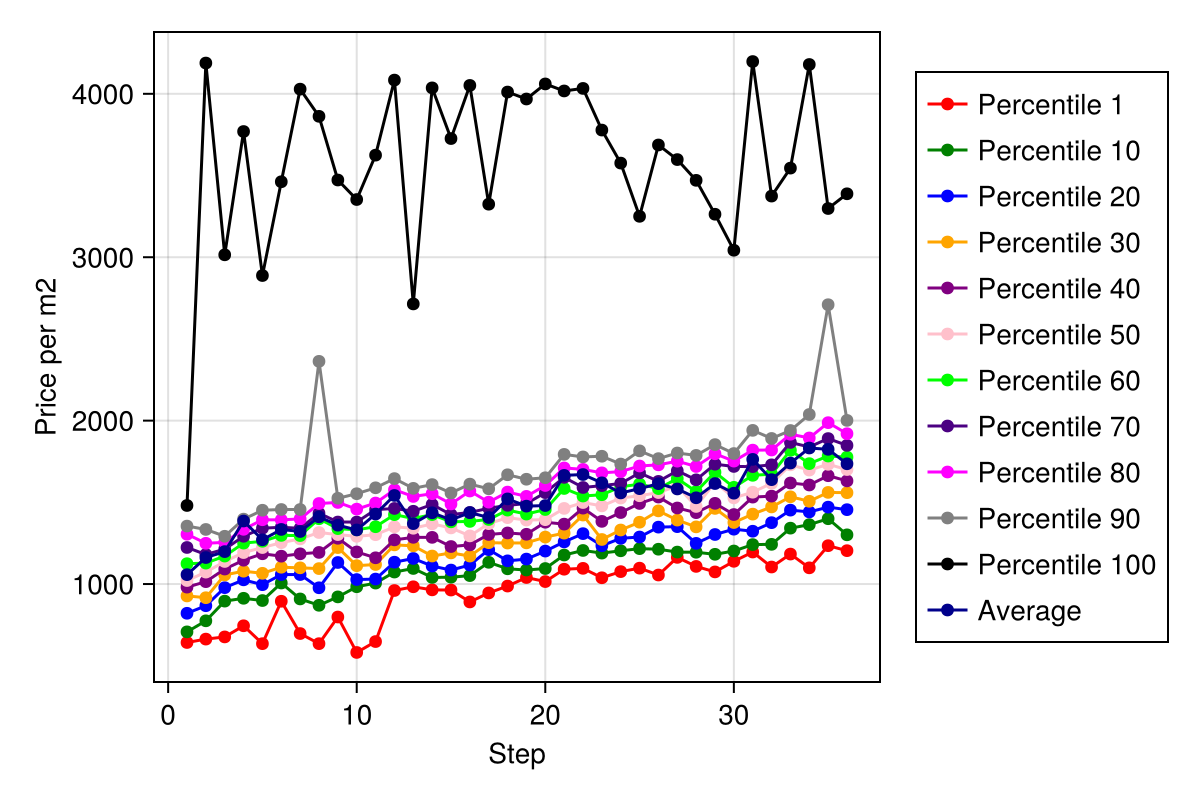 4000
3000
2000
1000
Price per m2
0
10
20
30
Step
Percentile 1
Percentile 10
Percentile 20
Percentile 30
Percentile 40
Percentile 50
Percentile 60
Percentile 70
Percentile 80
Percentile 90
Percentile 100
Average